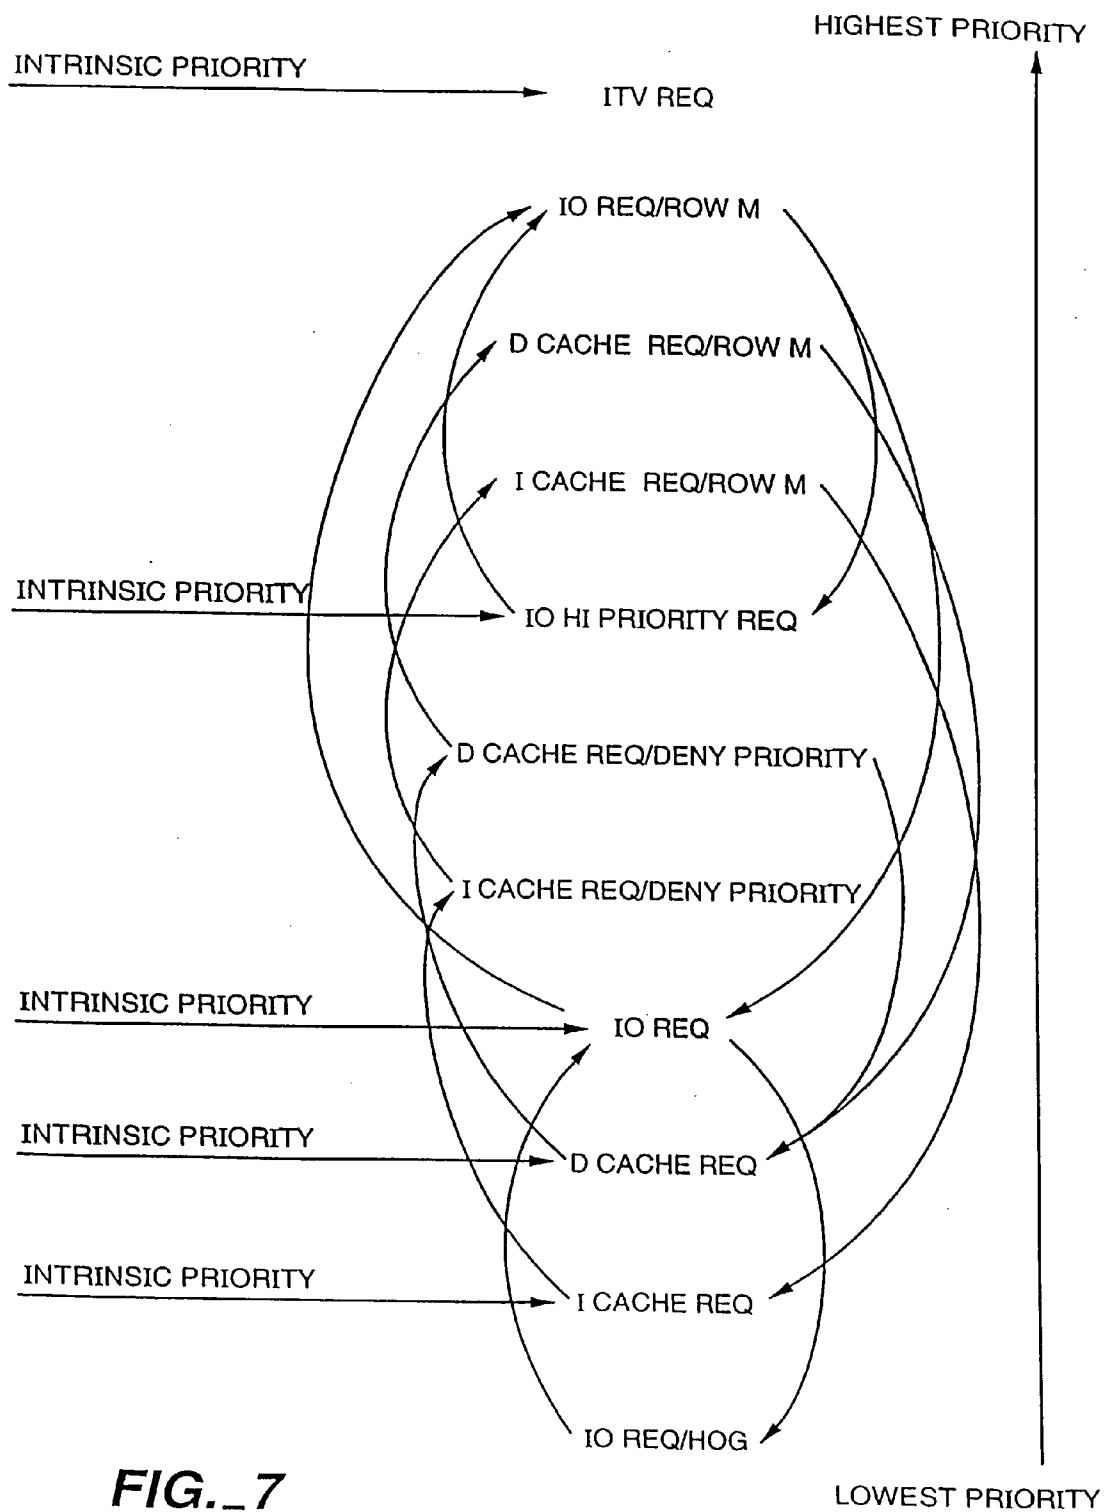 HIGHEST PRIORITY
INTRINSIC PRIORITY
ITV REQ
IO REQ/ROW M
D CACHE REQ/ROW M
I CACHE REQ/ROW M
INTRINSIC PRIORITY
IO HI PRIORITY REQ
D CACHE REQ/DENY PRIORITY
I CACHE REQ/DENY PRIORITY
INTRINSIC PRIORITY
IO REQ
INTRINSIC PRIORITY
D CACHE REQ
INTRINSIC PRIORITY
I CACHE REQ
IO REQ/HOG
FIG._7
LOWEST PRIORITY